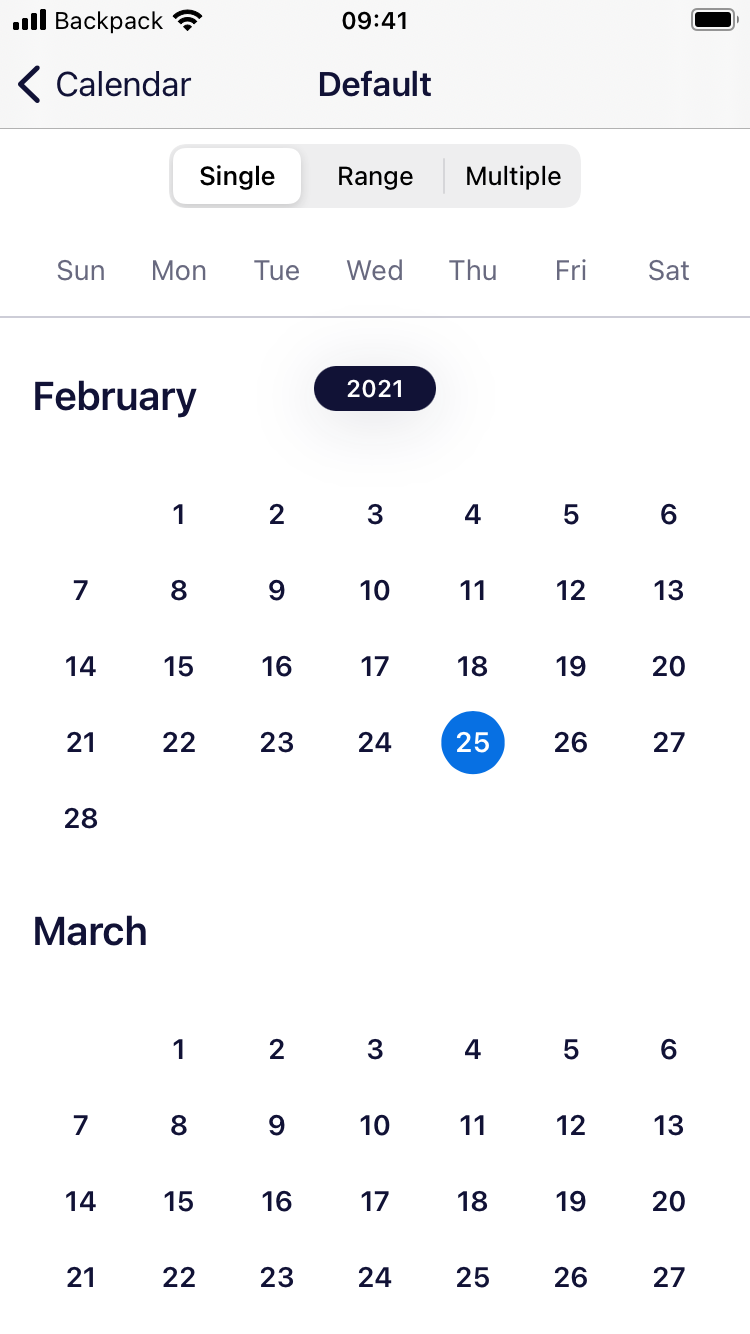 Backpack 09:41
Calendar Default
Single Range Multiple
Sun Mon Tue Wed Thu Fri Sat
February 2021
1 2 3 4 5 6
7 8 9 10 11 12 13
14 15 16 17 18 19 20
21 22 23 24 25 26 27
28
March
1 2 3 4 5 6
7 8 9 10 11 12 13
14 15 16 17 18 19 20
21 22 23 24 25 26 27